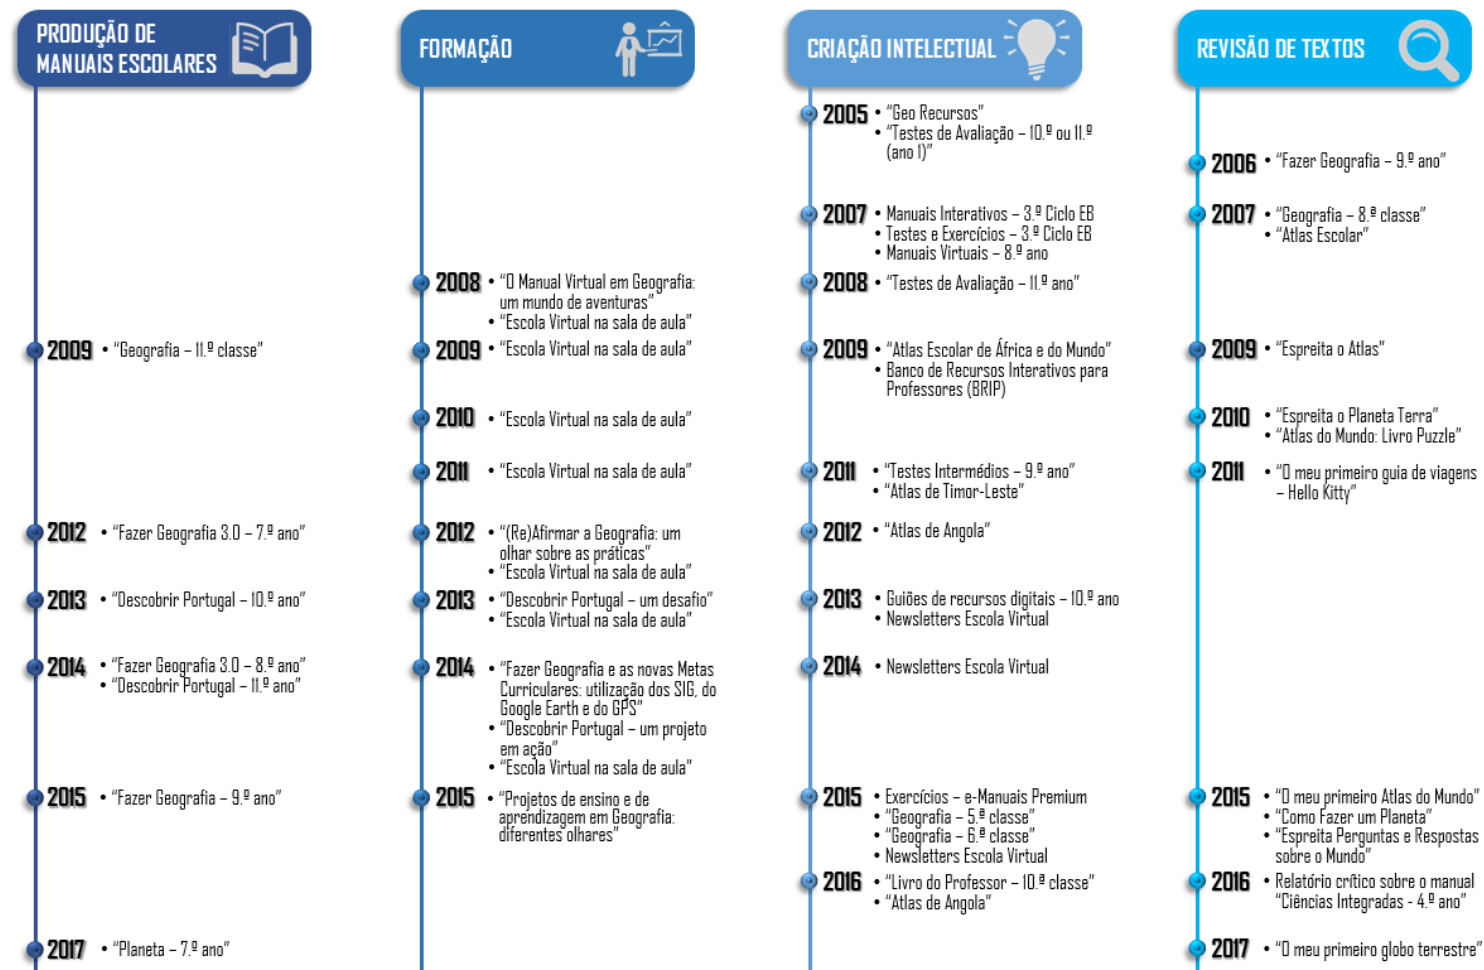 PRODUÇÃO DE
MANUAIS ESCOLARES
2009 • “Geografia – 11.ª classe”
2012 • “Fazer Geografia 3.0 – 7.º ano”
2013 • “Descobrir Portugal – 10.º ano”
2014 • “Fazer Geografia 3.0 – 8.º ano”
• “Descobrir Portugal – 11.º ano”
2015 • “Fazer Geografia – 9.º ano”
2017 • “Planeta – 7.º ano”
FORMAÇÃO
2008 • “O Manual Virtual em Geografia:
um mundo de aventuras”
• “Escola Virtual na sala de aula”
2009 • “Escola Virtual na sala de aula”
2010 • “Escola Virtual na sala de aula”
2011 • “Escola Virtual na sala de aula”
2012 • “(Re)Afirmar a Geografia: um
olhar sobre as práticas”
• “Escola Virtual na sala de aula”
2013 • “Descobrir Portugal – um desafio”
• “Escola Virtual na sala de aula”
2014 • “Fazer Geografia e as novas Metas
Curriculares: utilização dos SIG, do
Google Earth e do GPS”
• “Descobrir Portugal – um projeto
em ação”
• “Escola Virtual na sala de aula”
2015 • “Projetos de ensino e de
aprendizagem em Geografia:
diferentes olhares”
CRIAÇÃO INTELECTUAL
2005 • “Geo Recursos”
• “Testes de Avaliação – 10.º ou 11.º
(ano 1)”
2007 • Manuais Interativos – 3.º Ciclo EB
• Testes e Exercícios – 3.º Ciclo EB
• Manuais Virtuais – 8.º ano
2008 • “Testes de Avaliação – 11.º ano”
2009 • “Atlas Escolar de África e do Mundo”
• Banco de Recursos Interativos para
Professores (BRIP)
2011 • “Testes Intermédios – 9.º ano”
• “Atlas de Timor-Leste”
2012 • “Atlas de Angola”
2013 • Guiões de recursos digitais – 10.º ano
• Newsletters Escola Virtual
2014 • Newsletters Escola Virtual
2015 • Exercícios – e-Manuais Premium
• “Geografia – 5.ª classe”
• “Geografia – 6.ª classe”
• Newsletters Escola Virtual
2016 • “Livro do Professor – 10.ª classe”
• “Atlas de Angola”
REVISÃO DE TEXTOS
2006 • “Fazer Geografia – 9.º ano”
2007 • “Geografia – 8.ª classe”
• “Atlas Escolar”
2009 • “Espreita o Atlas”
2010 • “Espreita o Planeta Terra”
• “Atlas do Mundo: Livro Puzzle”
2011 • “O meu primeiro guia de viagens
– Hello Kitty”
2015 • “O meu primeiro Atlas do Mundo”
• “Como Fazer um Planeta”
• “Espreita Perguntas e Respostas
sobre o Mundo”
2016 • Relatório crítico sobre o manual
“Ciências Integradas - 4.º ano”
2017 • “O meu primeiro globo terrestre”